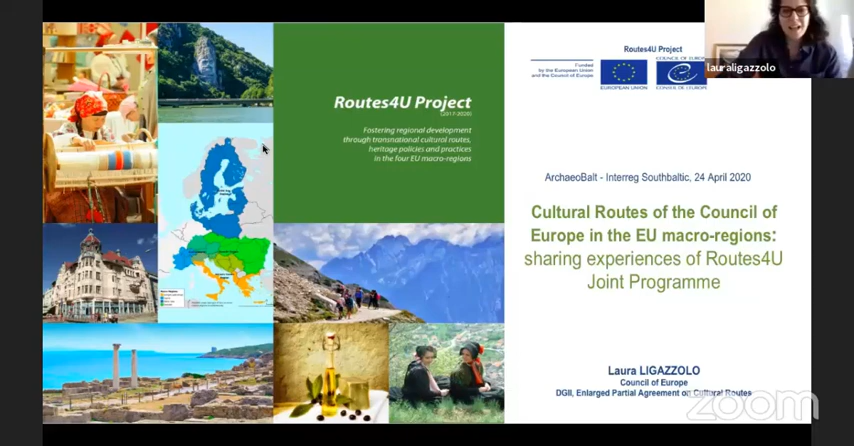 Routes4U Project
(2017-2020)
Fostering regional development
through transnational cultural routes,
heritage policies and practices
in the four EU macro-regions
Routes4U Project
Funded
by the European Union
and the Council of Europe
EUROPEAN UNION
COUNCIL OF EUROPE
CONSEIL DE L'EUROPE
lauraligazzolo
ArchaeoBalt - Interreg Southbaltic, 24 April 2020
Cultural Routes of the Council of
Europe in the EU macro-regions:
sharing experiences of Routes4U
Joint Programme
Laura LIGAZZOLO
Council of Europe
DGII, Enlarged Partial Agreement on Cultural Routes
zoom